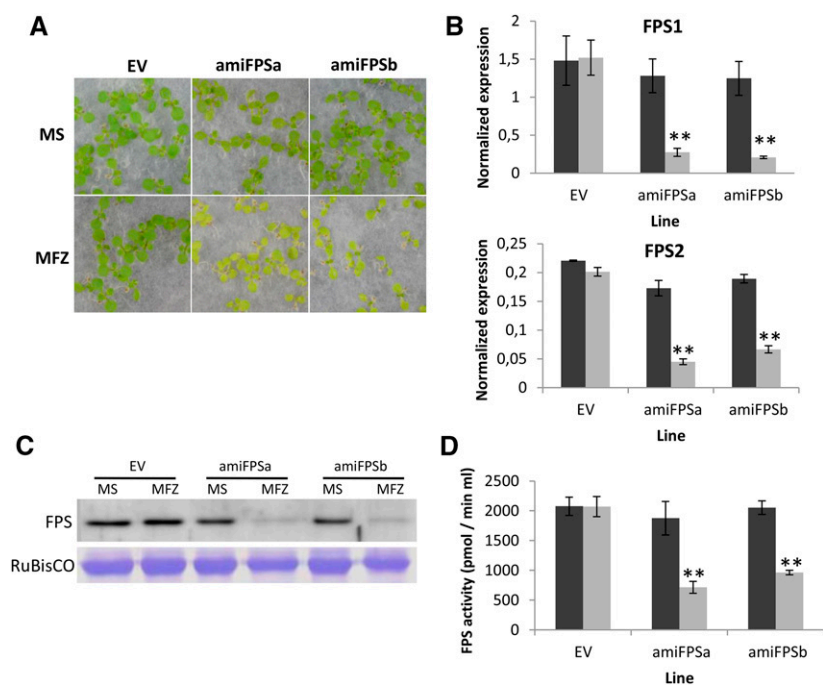 A
EV amiFPSa amiFPSb
MS
MFZ
B
FPS1
Normalized expression
2
1,5
1
0,5
0
EV amiFPSa amiFPSb
Line
**
**
FPS2
Normalized expression
0,25
0,2
0,15
0,1
0,05
0
EV amiFPSa amiFPSb
Line
**
**
C
EV amiFPSa amiFPSb
MS MFZ MS MFZ MS MFZ
FPS
RuBisCO
D
FPS activity (pmol / min ml)
2500
2000
1500
1000
500
0
EV amiFPSa amiFPSb
Line
**
**